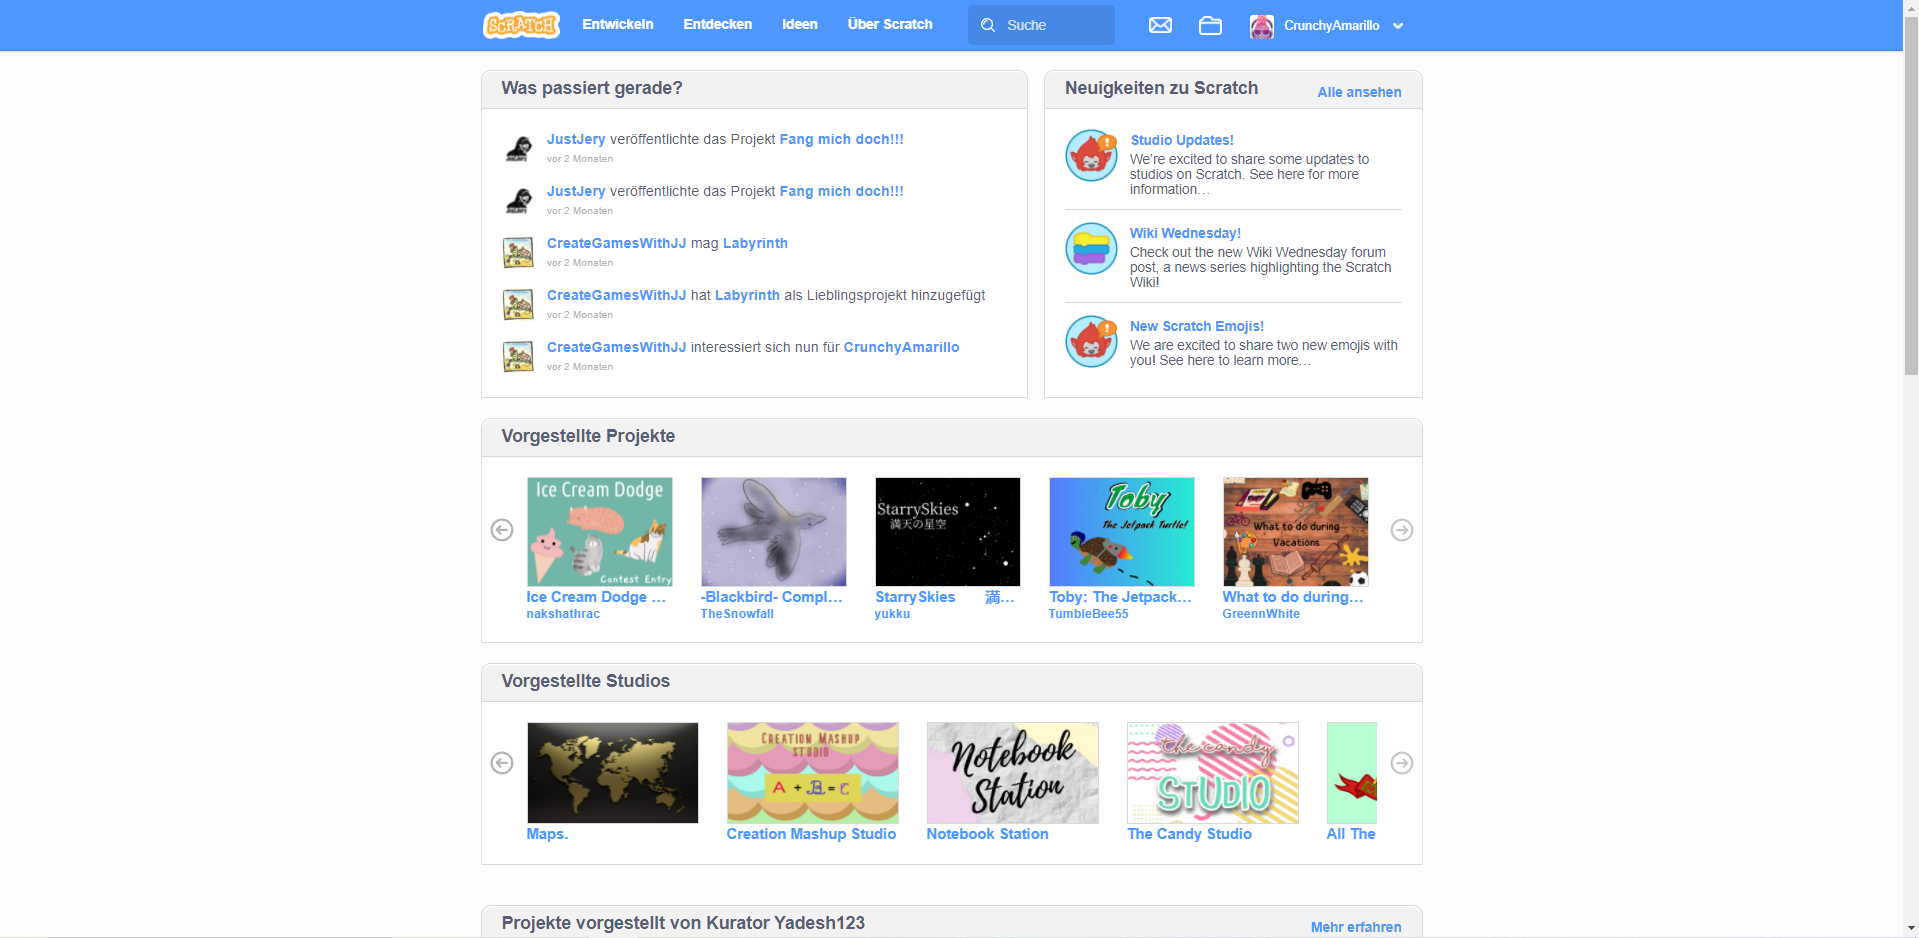 SCRATCH Entwickeln Entdecken Ideen Über Scratch Suche CrunchyAmarillo
Was passiert gerade?
JustJery veröffentlichte das Projekt Fang mich doch!!!
vor 2 Monaten
JustJery veröffentlichte das Projekt Fang mich doch!!!
vor 2 Monaten
CreateGamesWithJJ mag Labyrinth
vor 2 Monaten
CreateGamesWithJJ hat Labyrinth als Lieblingsprojekt hinzugefügt
vor 2 Monaten
CreateGamesWithJJ interessiert sich nun für CrunchyAmarillo
vor 2 Monaten
Neuigkeiten zu Scratch Alle ansehen
Studio Updates!
We're excited to share some updates to
studios on Scratch. See here for more
information…
Wiki Wednesday!
Check out the new Wiki Wednesday forum
post, a news series highlighting the Scratch
Wiki!
New Scratch Emojis!
We are excited to share two new emojis with
you! See here to learn more…
Vorgestellte Projekte
Ice Cream Dodge
Contest Entry
Ice Cream Dodge ...
nakshathrac
-Blackbird- Compl...
TheSnowfall
StarrySkies
満天の星空
StarrySkies 満...
yukku
Toby
The Jetpack Turtle!
Toby: The Jetpack...
TumbleBee55
What to do during
Vacations
What to do during...
GreennWhite
Vorgestellte Studios
Maps.
CREATION MASHUP
STUDIO
A + B = C
Creation Mashup Studio
Notebook
Station
Notebook Station
the candy
STUDIO
The Candy Studio
All The
Projekte vorgestellt von Kurator Yadesh123 Mehr erfahren